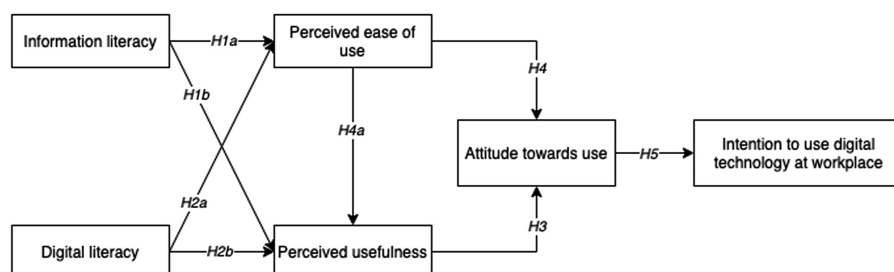 Information literacy
H1a
Perceived ease of
use
H1b
H4
H4a
Attitude towards use
H5
Intention to use digital
technology at workplace
H2a
Digital literacy
H2b
Perceived usefulness
H3